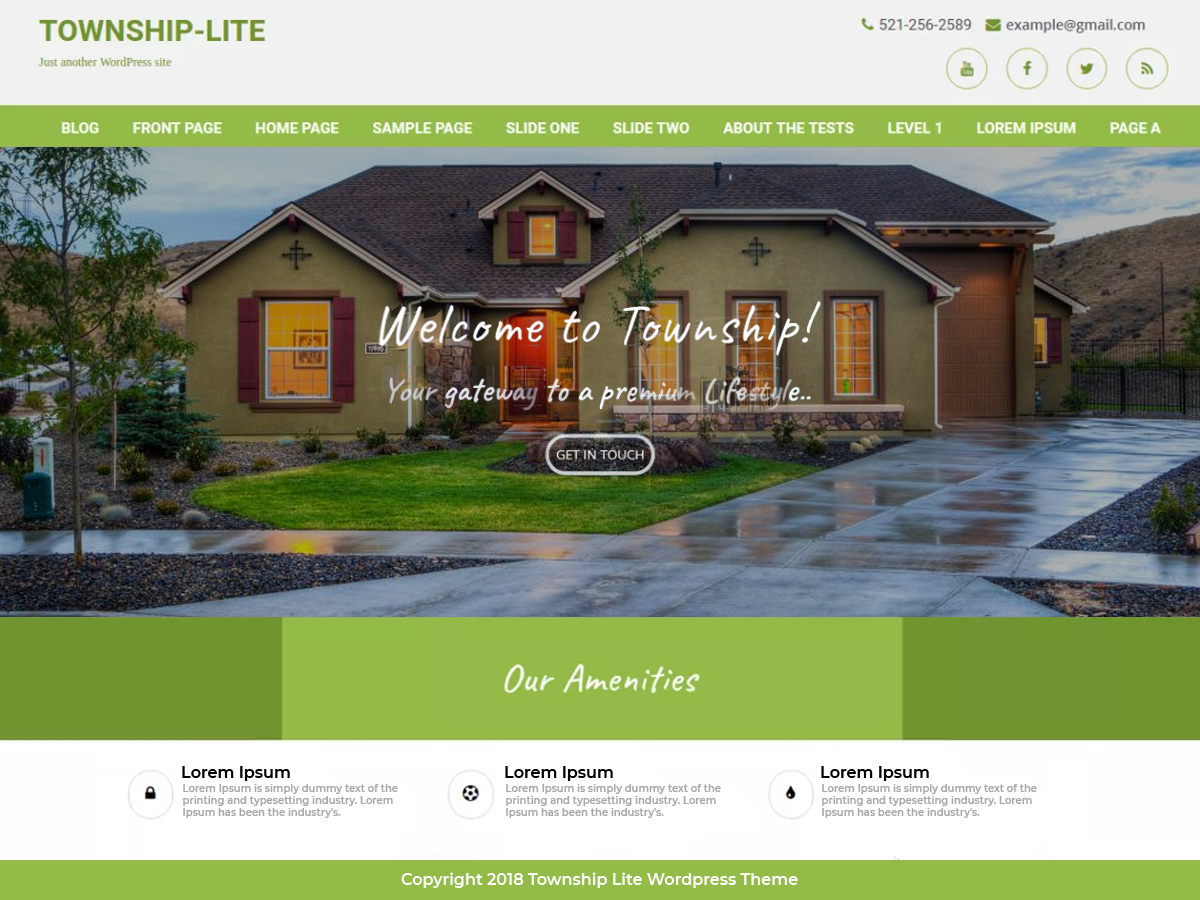 TOWNSHIP-LITE
Just another WordPress site
521-256-2589 example@gmail.com
BLOG FRONT PAGE HOME PAGE SAMPLE PAGE SLIDE ONE SLIDE TWO ABOUT THE TESTS LEVEL 1 LOREM IPSUM PAGE A
Welcome to Township!
Your gateway to a premium Lifestyle..
GET IN TOUCH
Our Amenities
Lorem Ipsum
Lorem Ipsum is simply dummy text of the
printing and typesetting industry. Lorem
Ipsum has been the industry's.
Lorem Ipsum
Lorem Ipsum is simply dummy text of the
printing and typesetting industry. Lorem
Ipsum has been the industry's.
Lorem Ipsum
Lorem Ipsum is simply dummy text of the
printing and typesetting industry. Lorem
Ipsum has been the industry's.
Copyright 2018 Township Lite Wordpress Theme